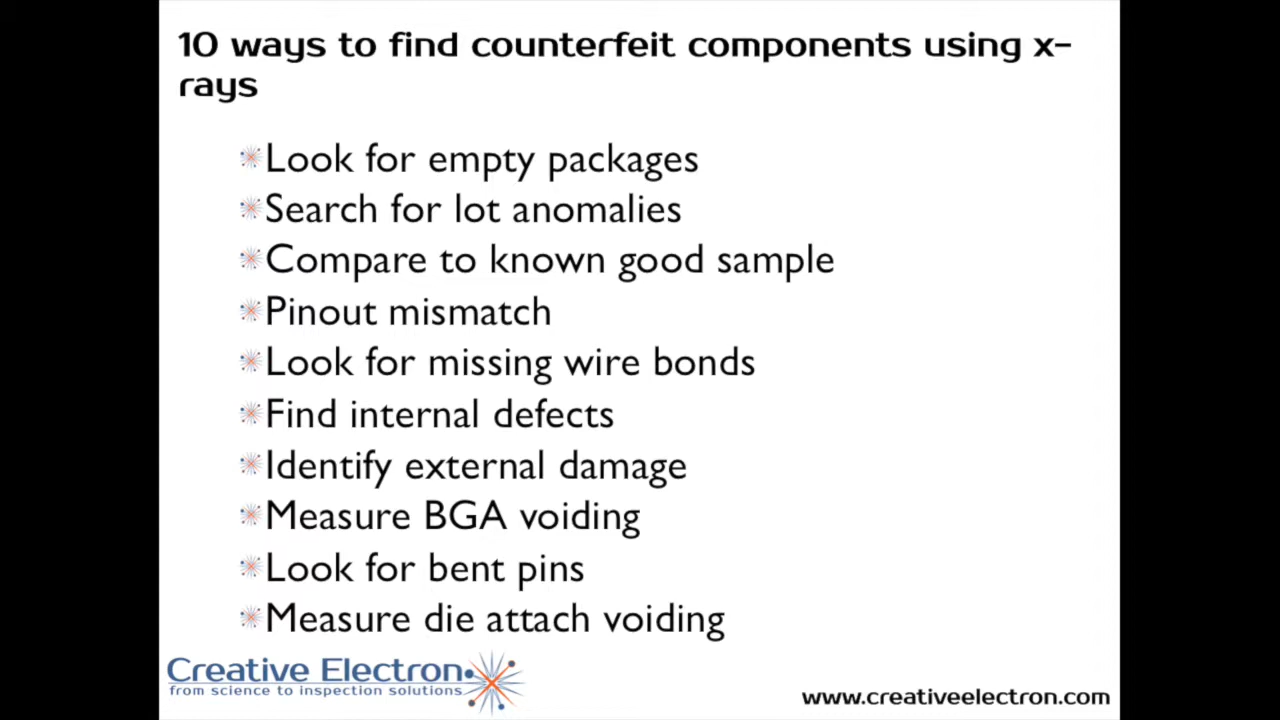 10 ways to find counterfeit components using x-
rays
Look for empty packages
Search for lot anomalies
Compare to known good sample
Pinout mismatch
Look for missing wire bonds
Find internal defects
Identify external damage
Measure BGA voiding
Look for bent pins
Measure die attach voiding
Creative Electron
from science to inspection solutions
www.creativeelectron.com